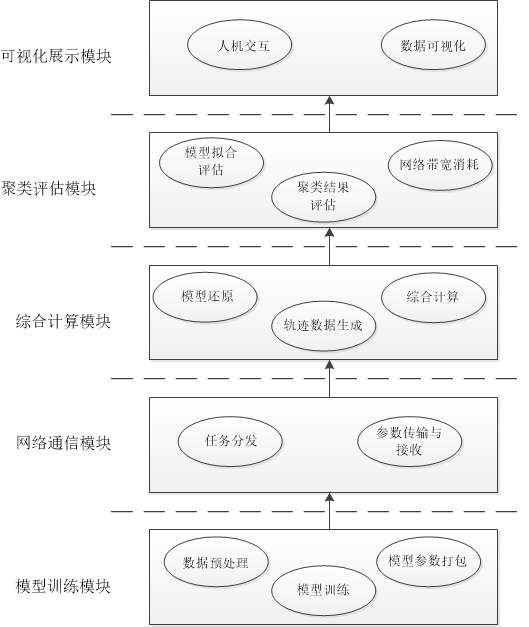 可视化展示模块
人机交互
数据可视化
聚类评估模块
模型拟合
评估
聚类结果
评估
网络带宽消耗
综合计算模块
模型还原
轨迹数据生成
综合计算
网络通信模块
任务分发
参数传输与
接收
模型训练模块
数据预处理
模型训练
模型参数打包